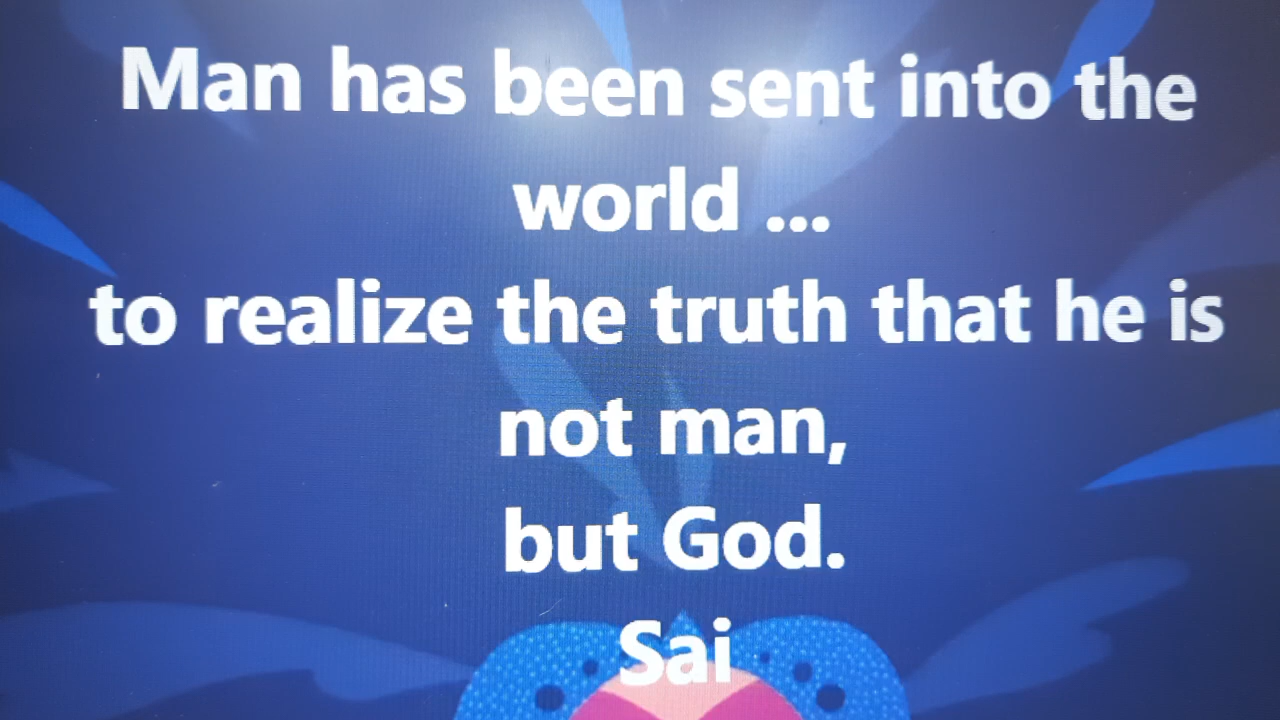 Man has been sent into the
world ...
to realize the truth that he is
not man,
but God.
Sai